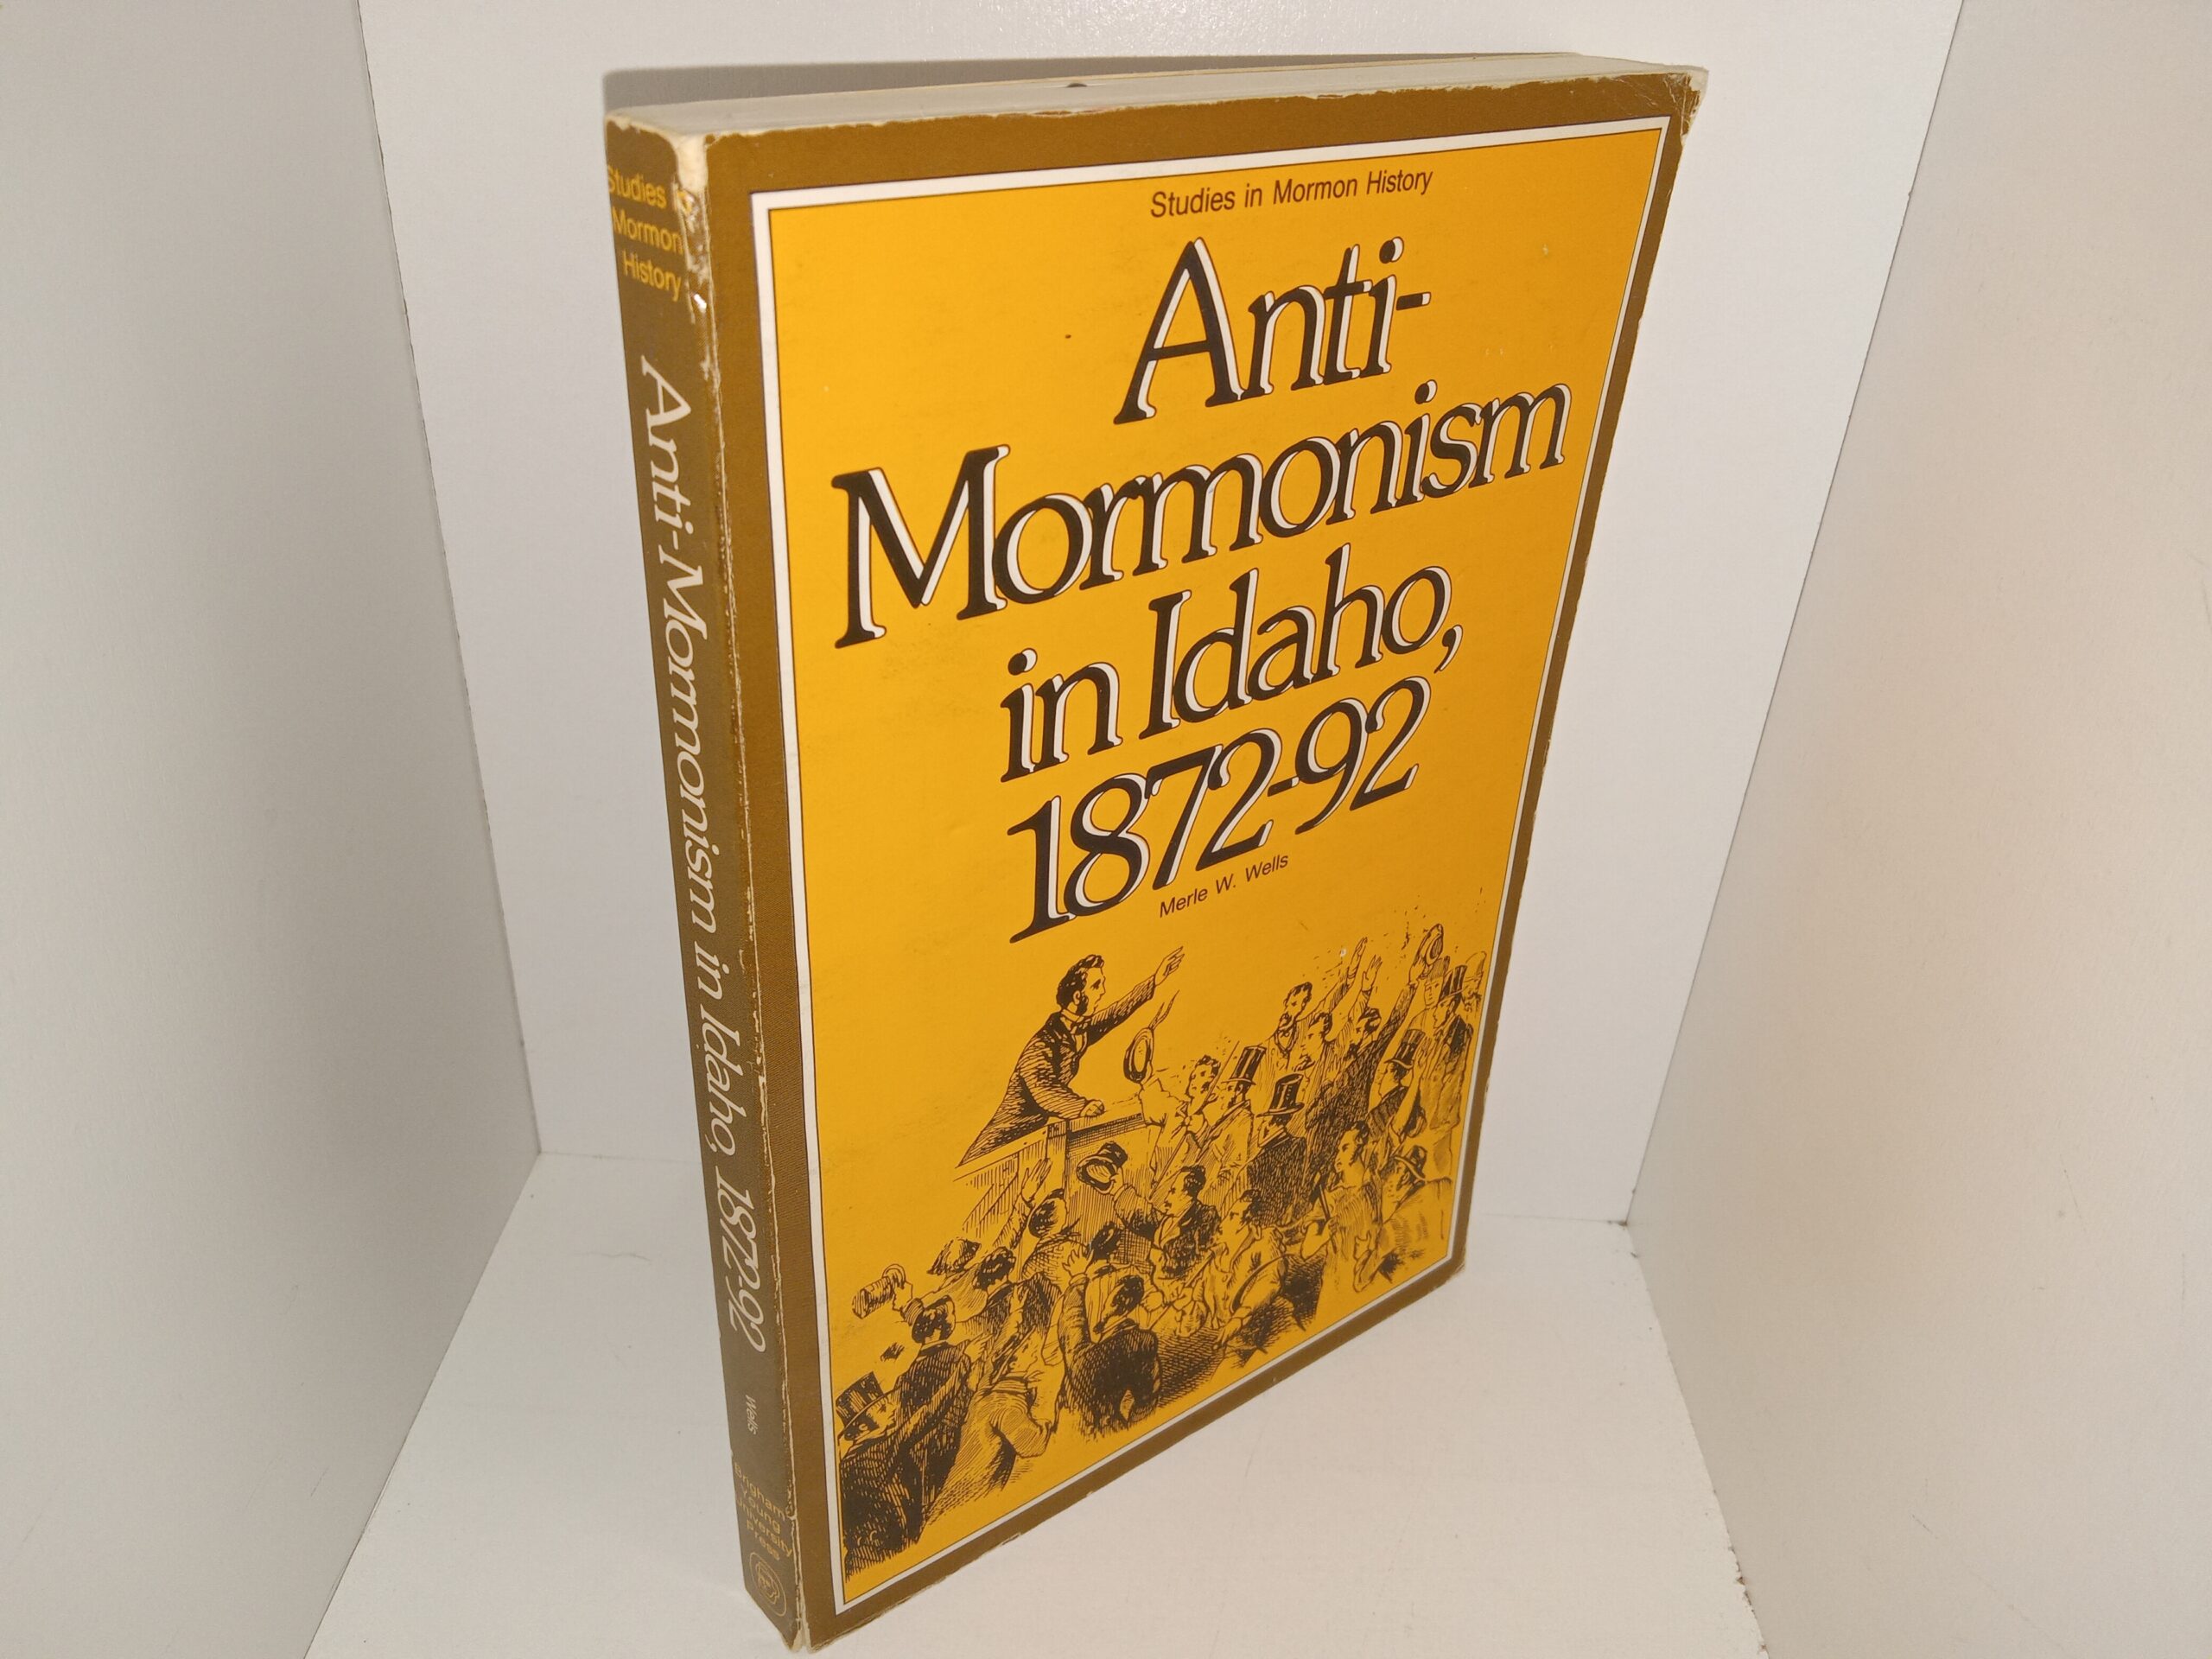 Studies in
Mormon
History
Anti-Mormonism in Idaho, 1872-92
Wells
Brigham
Young
University
Press
Studies in Mormon History
Anti-
Mormonism
in Idaho,
1872-92
Merle W. Wells